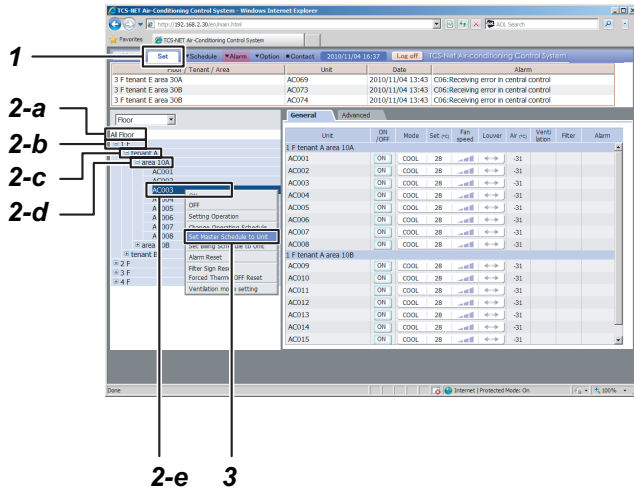 TCS-NET Air-Conditioning Control System - Windows Internet Explorer
http://192.168.2.30/en/main.html
AOL Search
Favorites TCS-NET Air-Conditioning Control System
1
Set ▼Schedule ▼Alarm ▼Option ■Contact 2010/11/04 16:37 Log off TCS-Net Air-conditioning Control System
Floor / Tenant / Area Unit Date Alarm
3 F tenant E area 30A AC069 2010/11/04 13:43 C06:Receiving error in central control
3 F tenant E area 30B AC073 2010/11/04 13:43 C06:Receiving error in central control
3 F tenant E area 30B AC074 2010/11/04 13:43 C06:Receiving error in central control
2-a
2-b
2-c
2-d
Floor
All Floor
1 F
tenant A
area 10A
AC001
AC002
AC003
area 10B
tenant B
2 F
3 F
4 F
ON
OFF
Setting Operation
Change Operating Schedule
Set Master Schedule to Unit
Set Billing Schedule to Unit
Alarm Reset
Filter Sign Reset
Forced Thermo OFF Reset
Ventilation mode setting
General Advanced
Unit ON /OFF Mode Set (ºC) Fan speed Louver Air (ºC) Venti lation Filter Alarm
1 F tenant A area 10A
AC001 ON COOL 28 -31
AC002 ON COOL 28 -31
AC003 ON COOL 28 -31
AC004 ON COOL 28 -31
AC005 ON COOL 28 -31
AC006 ON COOL 28 -31
AC007 ON COOL 28 -31
AC008 ON COOL 28 -31
1 F tenant A area 10B
AC009 ON COOL 28 -31
AC010 ON COOL 28 -31
AC011 ON COOL 28 -31
AC012 ON COOL 28 -31
AC013 ON COOL 28 -31
AC014 ON COOL 28 -31
AC015 ON COOL 28 -31
Done Internet | Protected Mode: On 100%
2-e 3